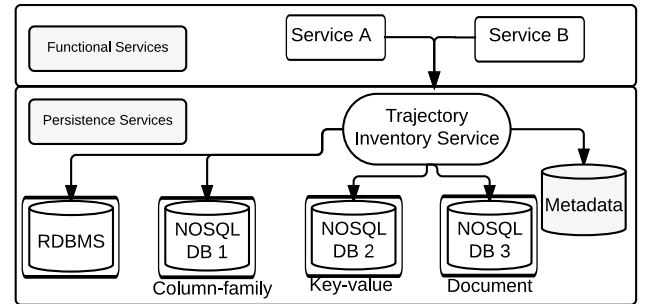 Functional Services
Service A
Service B
Persistence Services
Trajectory
Inventory Service
RDBMS
NOSQL
DB 1
NOSQL
DB 2
NOSQL
DB 3
Metadata
Column-family
Key-value
Document